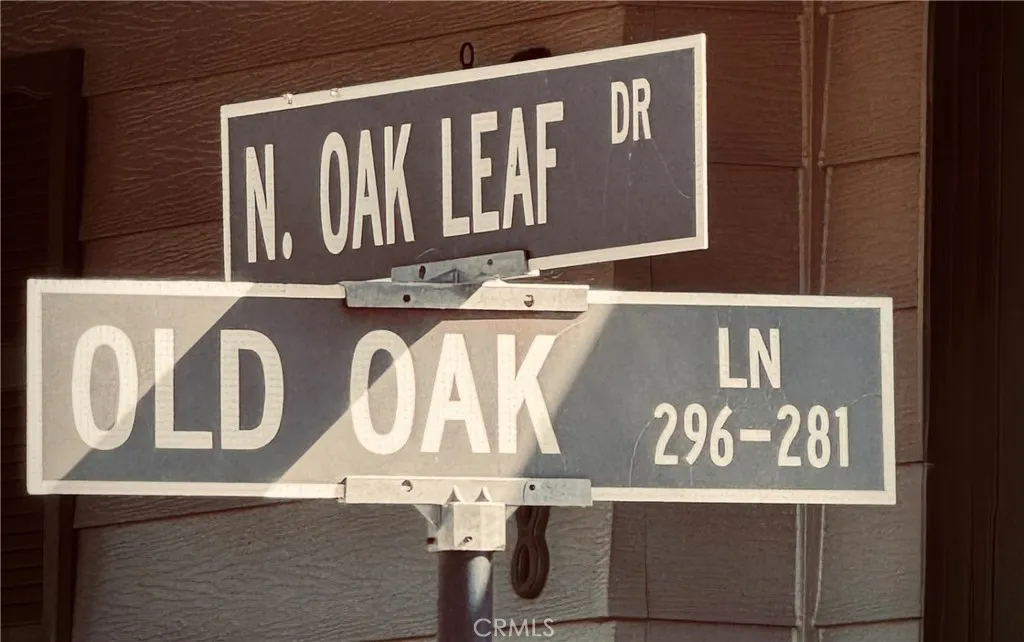 N. OAK LEAF DR
OLD OAK LN
296-281
CRMLS